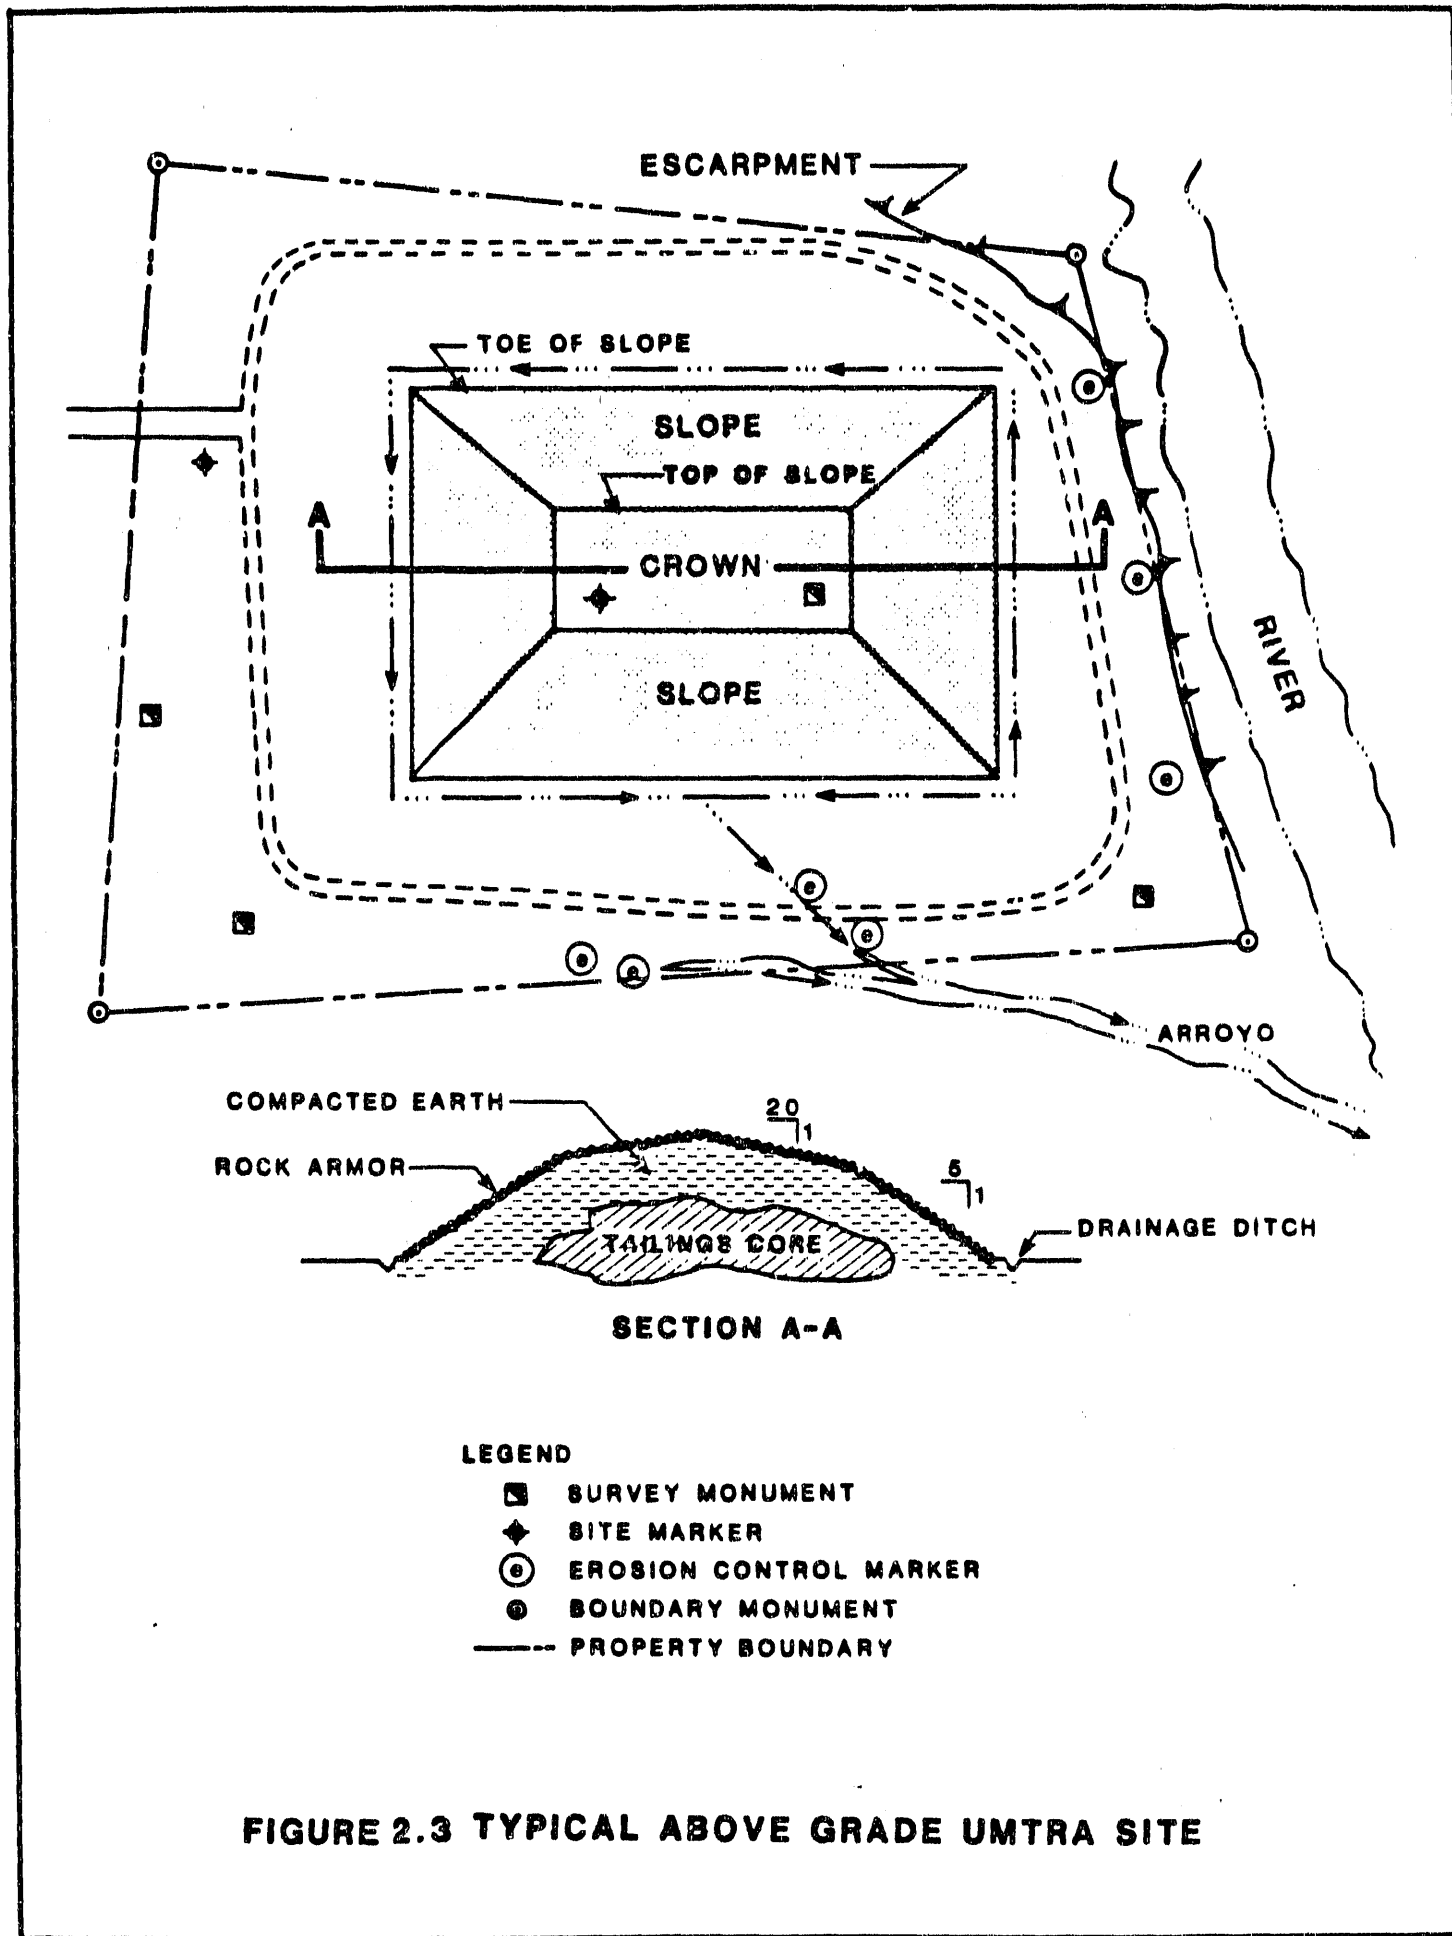 ESCARPMENT
TOE OF SLOPE
SLOPE
TOP OF SLOPE
A
A
CROWN
SLOPE
RIVER
e
e
e
e
e
e
e
ARROYO
COMPACTED EARTH
20
1
ROCK ARMOR
5
1
DRAINAGE DITCH
TAILINGS CORE
SECTION A-A
LEGEND
SURVEY MONUMENT
SITE MARKER
e EROSION CONTROL MARKER
BOUNDARY MONUMENT
PROPERTY BOUNDARY
FIGURE 2.3 TYPICAL ABOVE GRADE UMTRA SITE